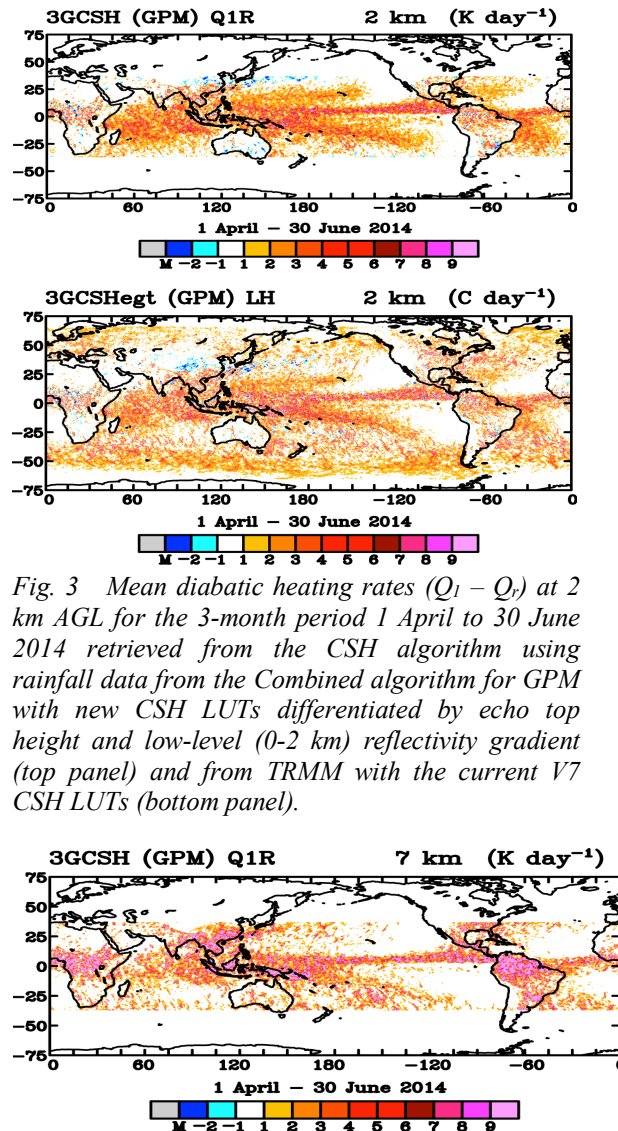 3GCSH (GPM) Q1R 2 km (K day⁻¹)
75
50
25
0
−25
−50
−75
0 60 120 180 −120 −60 0
1 April − 30 June 2014
M −2 −1 1 2 3 4 5 6 7 8 9
3GCSHegt (GPM) LH 2 km (C day⁻¹)
75
50
25
0
−25
−50
−75
0 60 120 180 −120 −60 0
1 April − 30 June 2014
M −2 −1 1 2 3 4 5 6 7 8 9
Fig. 3 Mean diabatic heating rates (Q₁ – Qᵣ) at 2
km AGL for the 3-month period 1 April to 30 June
2014 retrieved from the CSH algorithm using
rainfall data from the Combined algorithm for GPM
with new CSH LUTs differentiated by echo top
height and low-level (0-2 km) reflectivity gradient
(top panel) and from TRMM with the current V7
CSH LUTs (bottom panel).
3GCSH (GPM) Q1R 7 km (K day⁻¹)
75
50
25
0
−25
−50
−75
0 60 120 180 −120 −60 0
1 April − 30 June 2014
M −2 −1 1 2 3 4 5 6 7 8 9